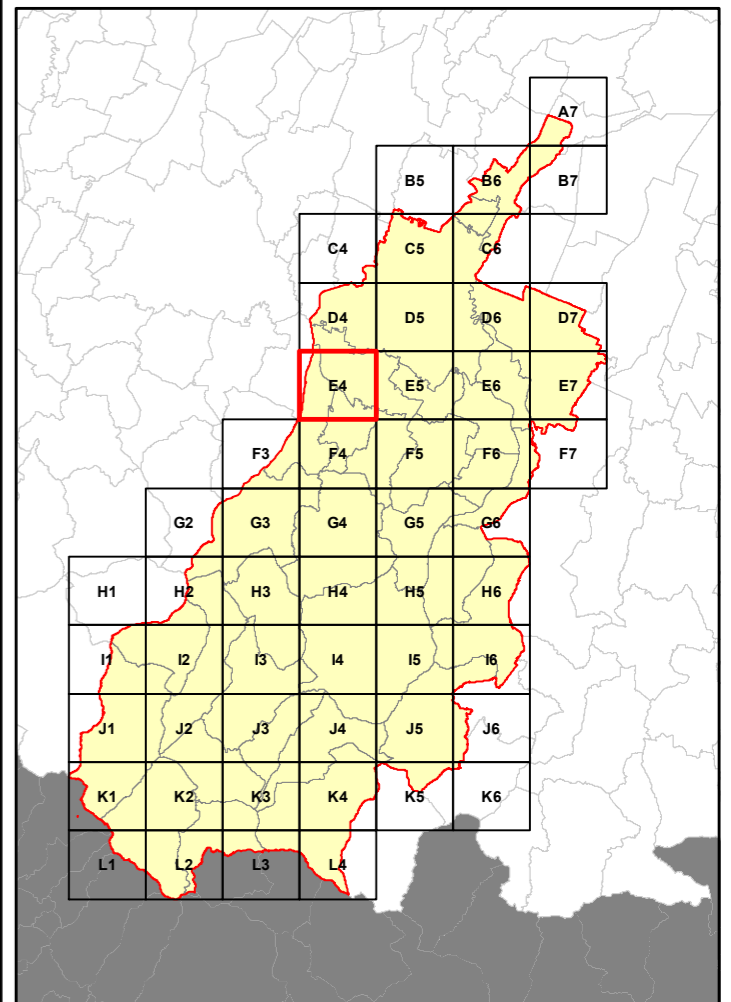 A7
B5 B6 B7
C4 C5 C6
D4 D5 D6 D7
E4 E5 E6 E7
F3 F4 F5 F6 F7
G2 G3 G4 G5 G6
H1 H2 H3 H4 H5 H6
I1 I2 I3 I4 I5 I6
J1 J2 J3 J4 J5 J6
K1 K2 K3 K4 K5 K6
L1 L2 L3 L4